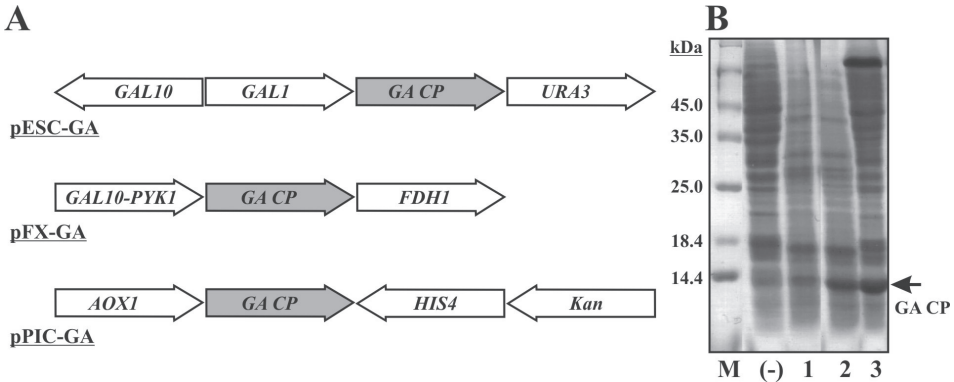 A
GAL10 GAL1 GA CP URA3
pESC-GA
GAL10-PYK1 GA CP FDH1
pFX-GA
AOX1 GA CP HIS4 Kan
pPIC-GA
B
kDa
45.0
35.0
25.0
18.4
14.4
GA CP
M (-) 1 2 3